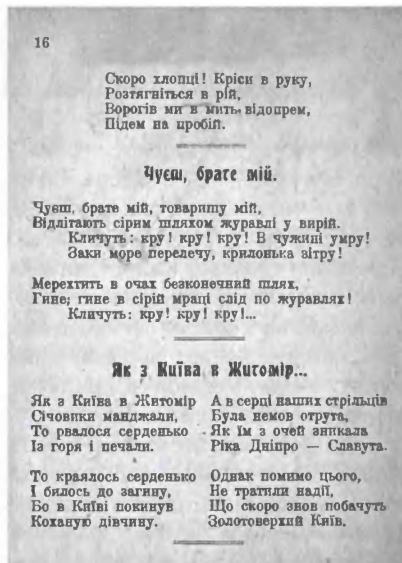 16
Скоро хлопці! Кріси в руку,
Розтягніться в рій,
Ворогів ми в мить відопрем,
Підем на пробій.
Чуєш, брате мій.
Чуєш, брате мій, товаришу мій,
Відлітають сірим шляхом журавлі у вирій.
Кличуть: кру! кру! кру! В чужині умру!
Заки море перелечу, крилонька зітру!
Мерехтить в очах безконечний шлях,
Гине, гине в сірій мраці слід по журавлях!
Кличуть: кру! кру! кру!...
Як з Київа в Житомір...
Як з Київа в Житомір
Січовики манджали,
То рвалося серденько
Із горя і печали.
То краялось серденько
І билось до загину,
Бо в Київі покинув
Коханую дівчину.
А в серці наших стрільців
Була немов отрута,
Як їм з очей зникала
Ріка Дніпро — Славута.
Однак помимо цього,
Не тратили надії,
Що скоро знов побачуть
Золотоверхий Київ.